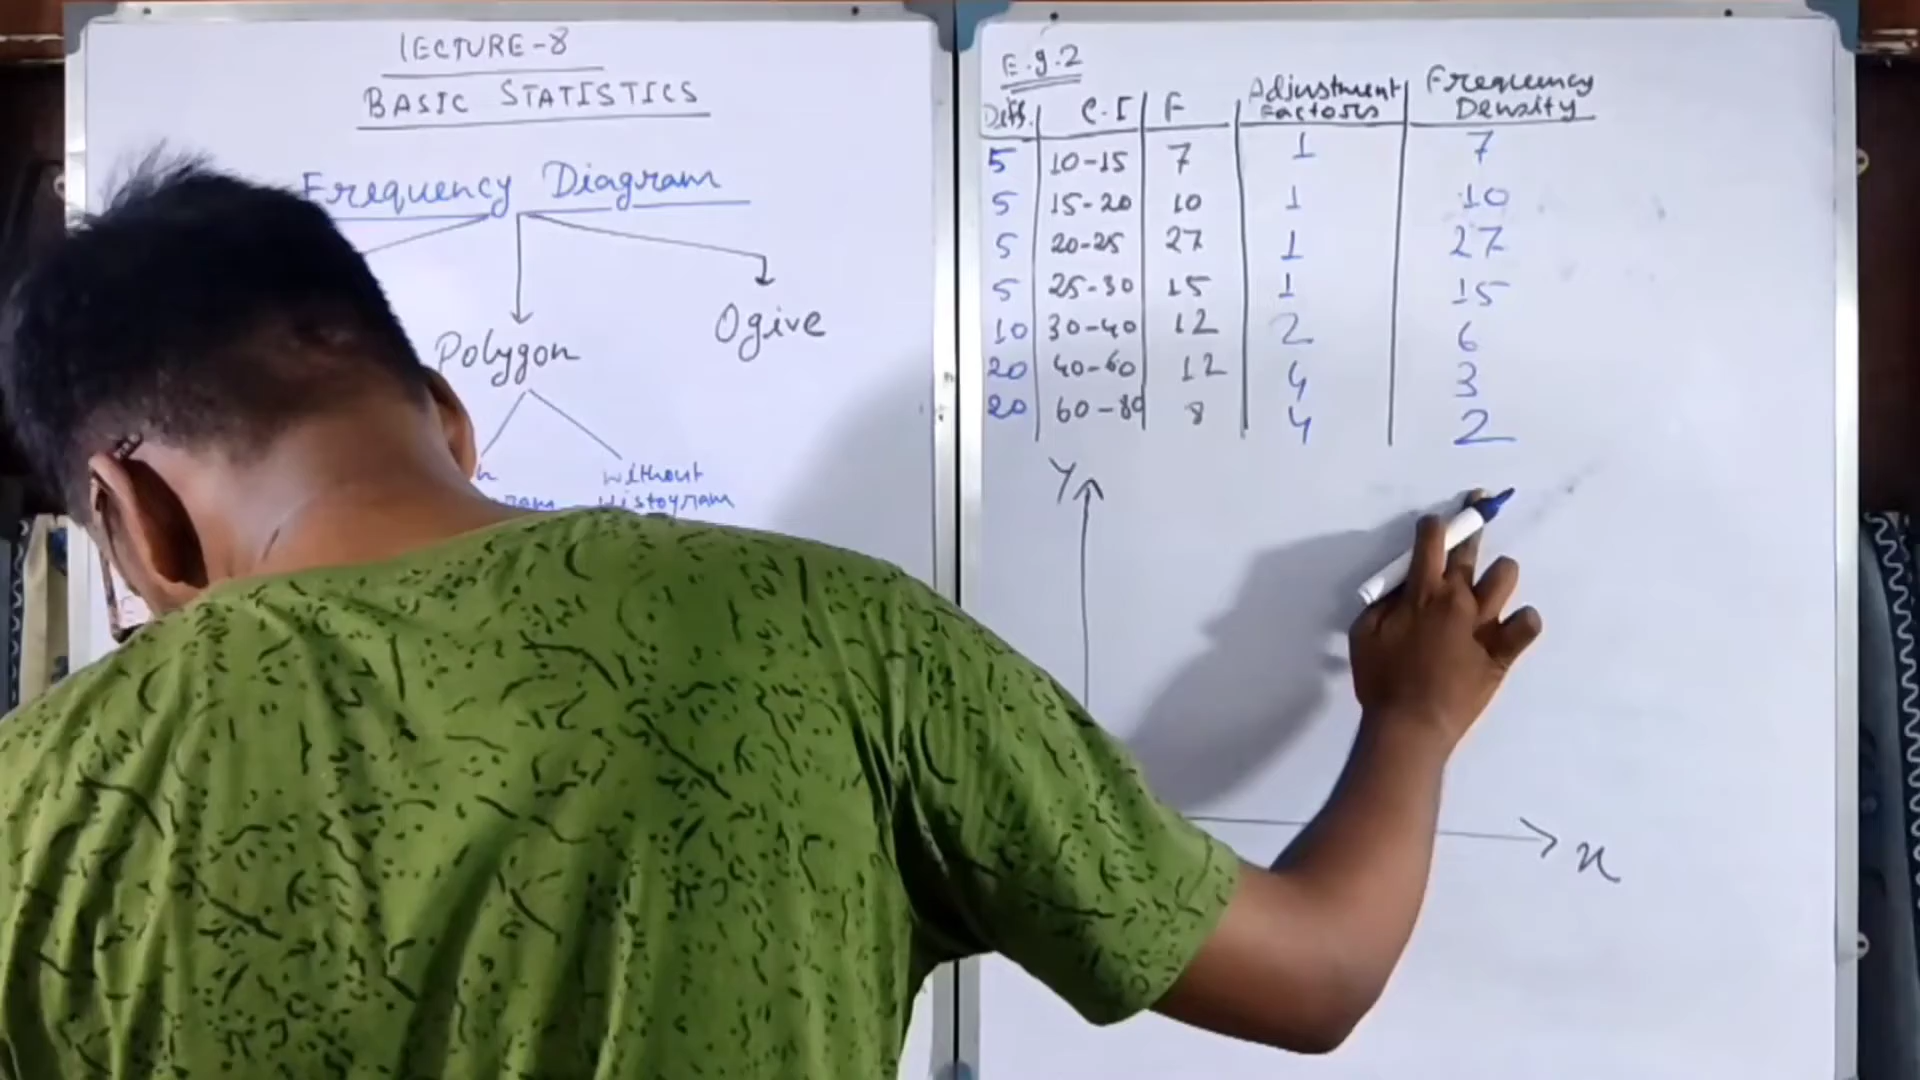 LECTURE-8
BASIC STATISTICS
Frequency Diagram
Polygon
Ogive
without
Histogram
E.g.2
Diff. C.I F Adjustment Factors Frequency Density
5 10-15 7 1 7
5 15-20 10 1 10
5 20-25 27 1 27
5 25-30 15 1 15
10 30-40 12 2 6
20 40-60 12 4 3
20 60-80 8 4 2
Y
x